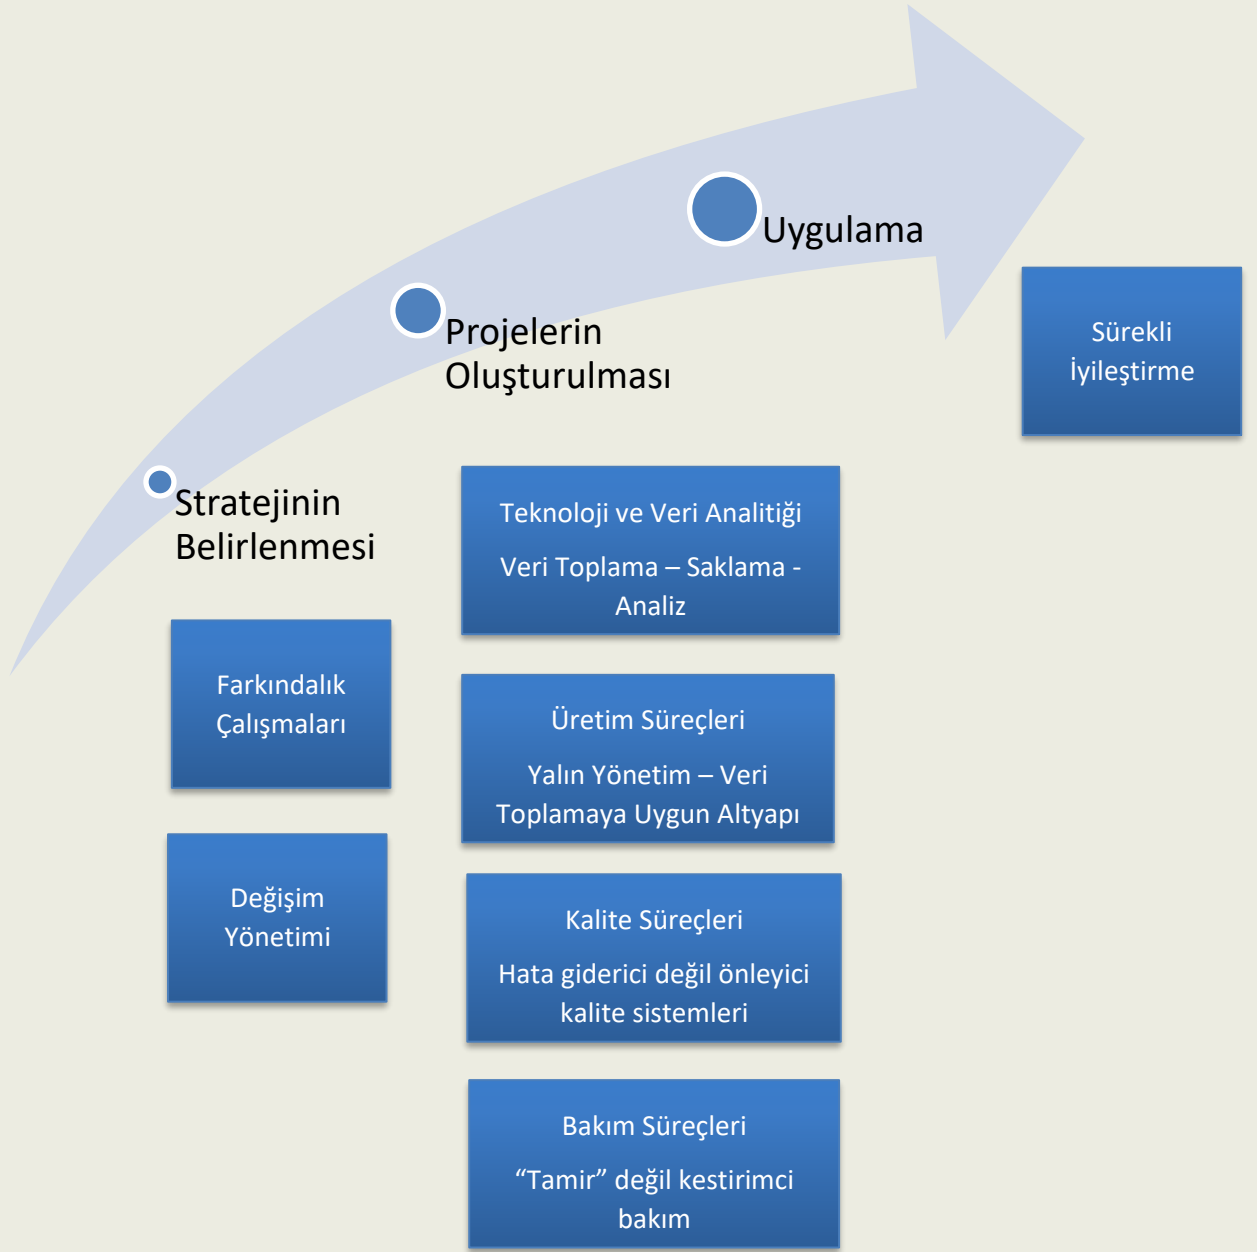 Uygulama
Projelerin
Oluşturulması
Stratejinin
Belirlenmesi
Sürekli
İyileştirme
Teknoloji ve Veri Analitiği
Veri Toplama – Saklama -
Analiz
Farkındalık
Çalışmaları
Üretim Süreçleri
Yalın Yönetim – Veri
Toplamaya Uygun Altyapı
Değişim
Yönetimi
Kalite Süreçleri
Hata giderici değil önleyici
kalite sistemleri
Bakım Süreçleri
“Tamir” değil kestirimci
bakım